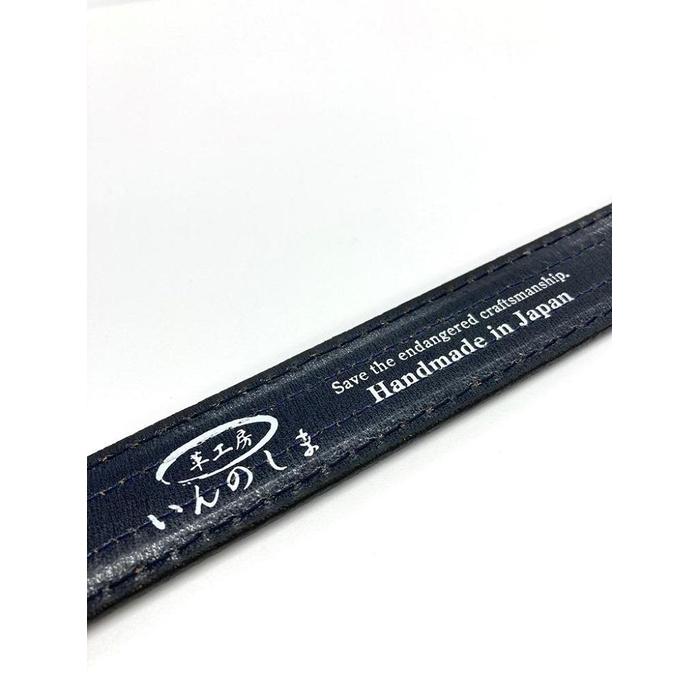 革工房
いんのしま
Save the endangered craftsmanship.
Handmade in Japan